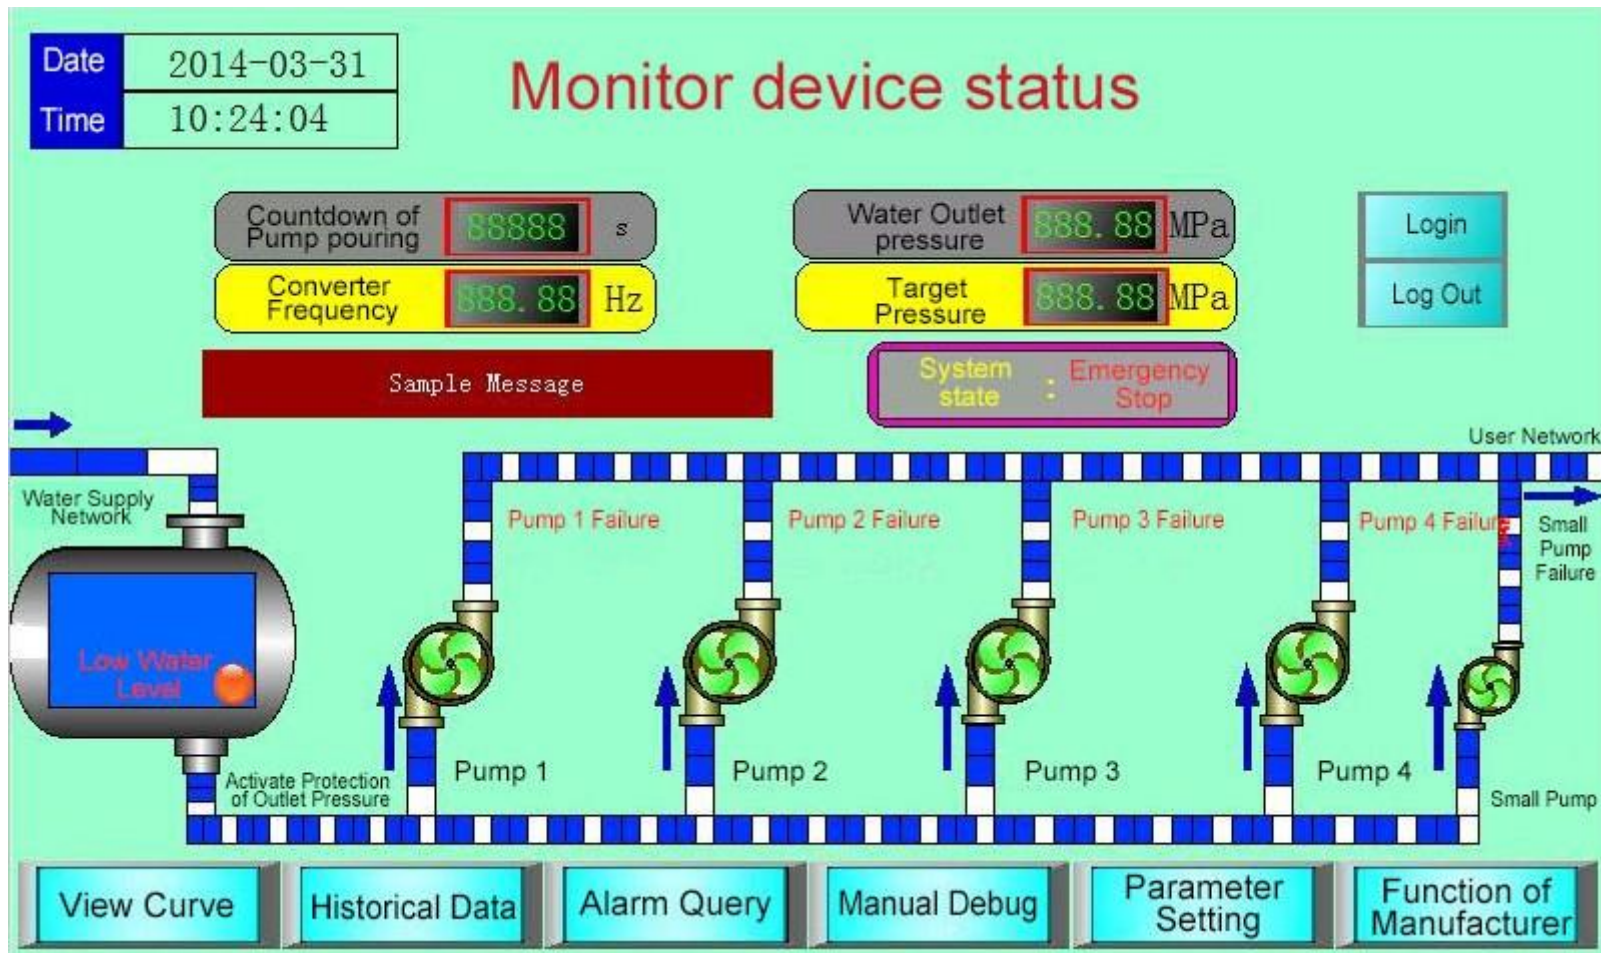 Date 2014-03-31
Time 10:24:04
Monitor device status
Countdown of
Pump pouring
88888 s
Water Outlet
pressure
888.88 MPa
Login
Converter
Frequency
888.88 Hz
Target
Pressure
888.88 MPa
Log Out
Sample Message
System
state
:
Emergency
Stop
User Network
Water Supply
Network
Pump 1 Failure
Pump 2 Failure
Pump 3 Failure
Pump 4 Failure
Small
Pump
Failure
Low Water
Level
Activate Protection
of Outlet Pressure
Pump 1
Pump 2
Pump 3
Pump 4
Small Pump
View Curve
Historical Data
Alarm Query
Manual Debug
Parameter
Setting
Function of
Manufacturer